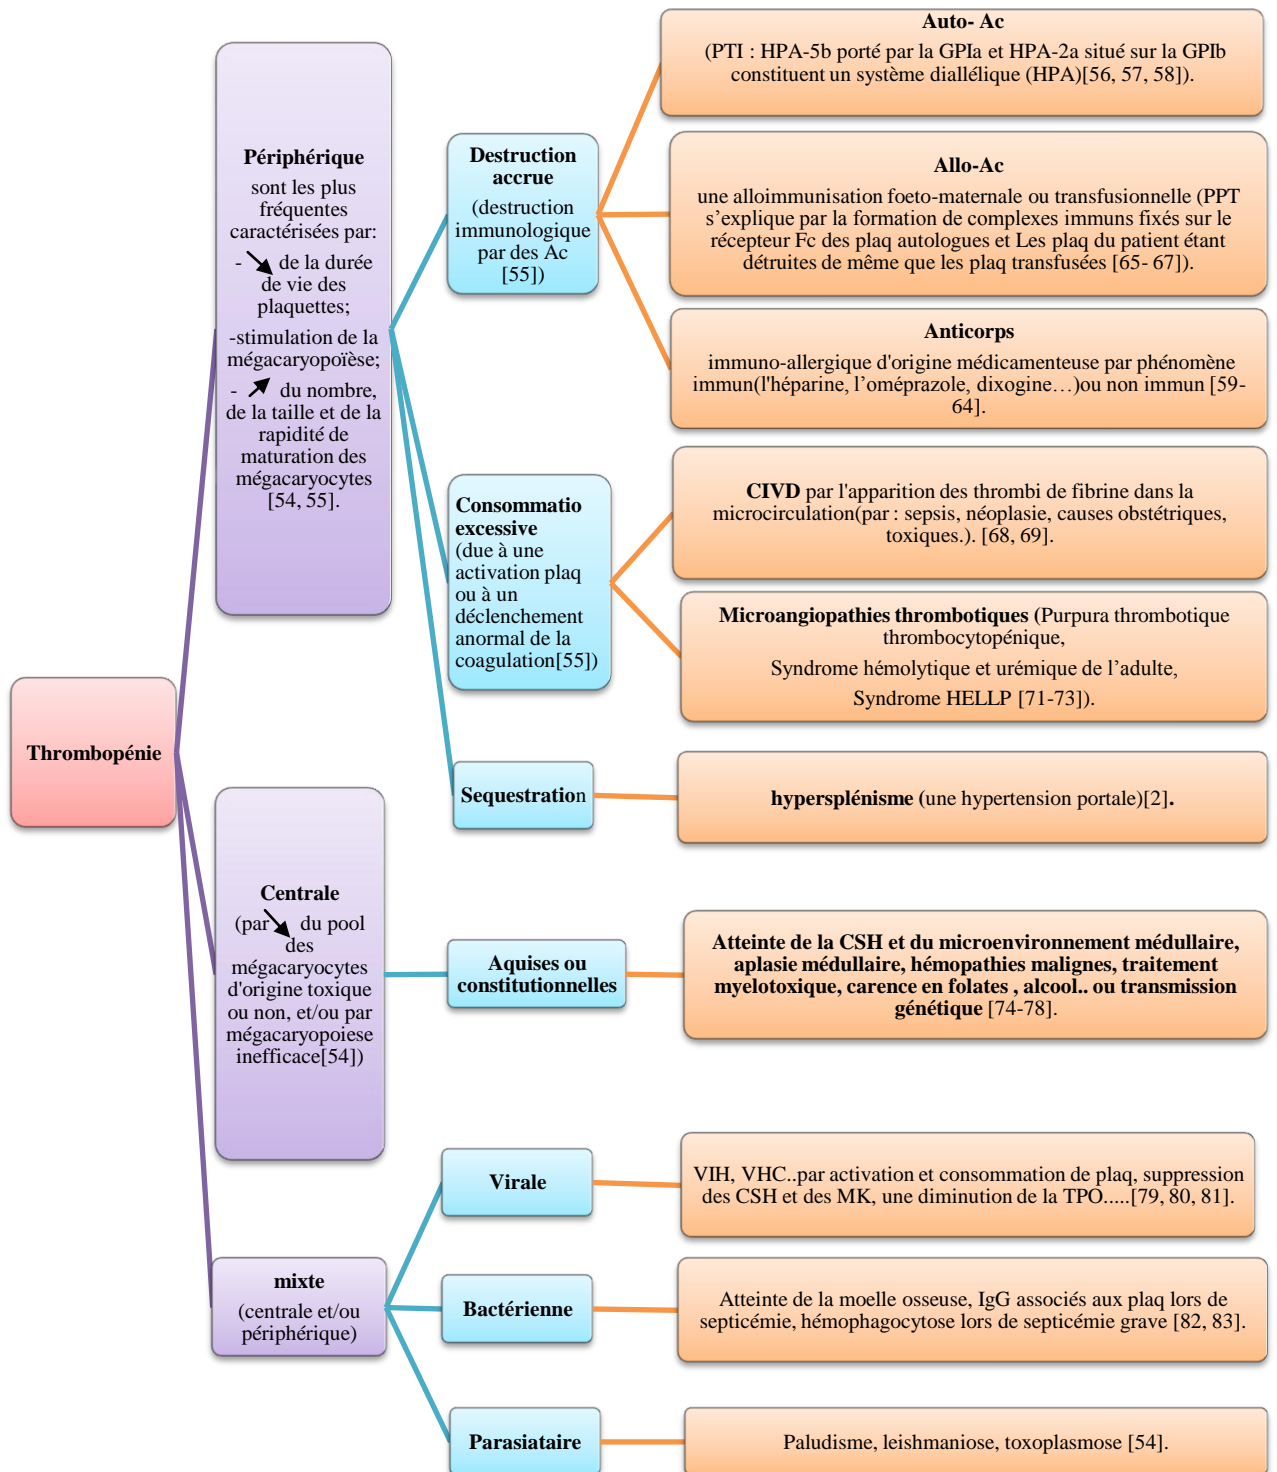 Thrombopénie
Périphérique
sont les plus
fréquentes
caractérisées par:
- de la durée
de vie des
plaquettes;
-stimulation de la
mégacaryopoïèse;
- du nombre,
de la taille et de la
rapidité de
maturation des
mégacaryocytes
[54, 55].
Destruction
accrue
(destruction
immunologique
par des Ac
[55])
Auto- Ac
(PTI : HPA-5b porté par la GPIa et HPA-2a situé sur la GPIb
constituent un système diallélique (HPA)[56, 57, 58]).
Allo-Ac
une alloimmunisation foeto-maternale ou transfusionnelle (PPT
s’explique par la formation de complexes immuns fixés sur le
récepteur Fc des plaq autologues et Les plaq du patient étant
détruites de même que les plaq transfusées [65- 67]).
Anticorps
immuno-allergique d'origine médicamenteuse par phénomène
immun(l'héparine, l’oméprazole, dixogine…)ou non immun [59-
64].
Consommatio
excessive
(due à une
activation plaq
ou à un
déclenchement
anormal de la
coagulation[55])
CIVD par l'apparition des thrombi de fibrine dans la
microcirculation(par : sepsis, néoplasie, causes obstétriques,
toxiques.). [68, 69].
Microangiopathies thrombotiques (Purpura thrombotique
thrombocytopénique,
Syndrome hémolytique et urémique de l’adulte,
Syndrome HELLP [71-73]).
Sequestration
hypersplénisme (une hypertension portale)[2].
Centrale
(par du pool
des
mégacaryocytes
d'origine toxique
ou non, et/ou par
mégacaryopoiese
inefficace[54])
Aquises ou
constitutionnelles
Atteinte de la CSH et du microenvironnement médullaire,
aplasie médullaire, hémopathies malignes, traitement
myelotoxique, carence en folates , alcool.. ou transmission
génétique [74-78].
mixte
(centrale et/ou
périphérique)
Virale
VIH, VHC..par activation et consommation de plaq, suppression
des CSH et des MK, une diminution de la TPO.....[79, 80, 81].
Bactérienne
Atteinte de la moelle osseuse, IgG associés aux plaq lors de
septicémie, hémophagocytose lors de septicémie grave [82, 83].
Parasiataire
Paludisme, leishmaniose, toxoplasmose [54].